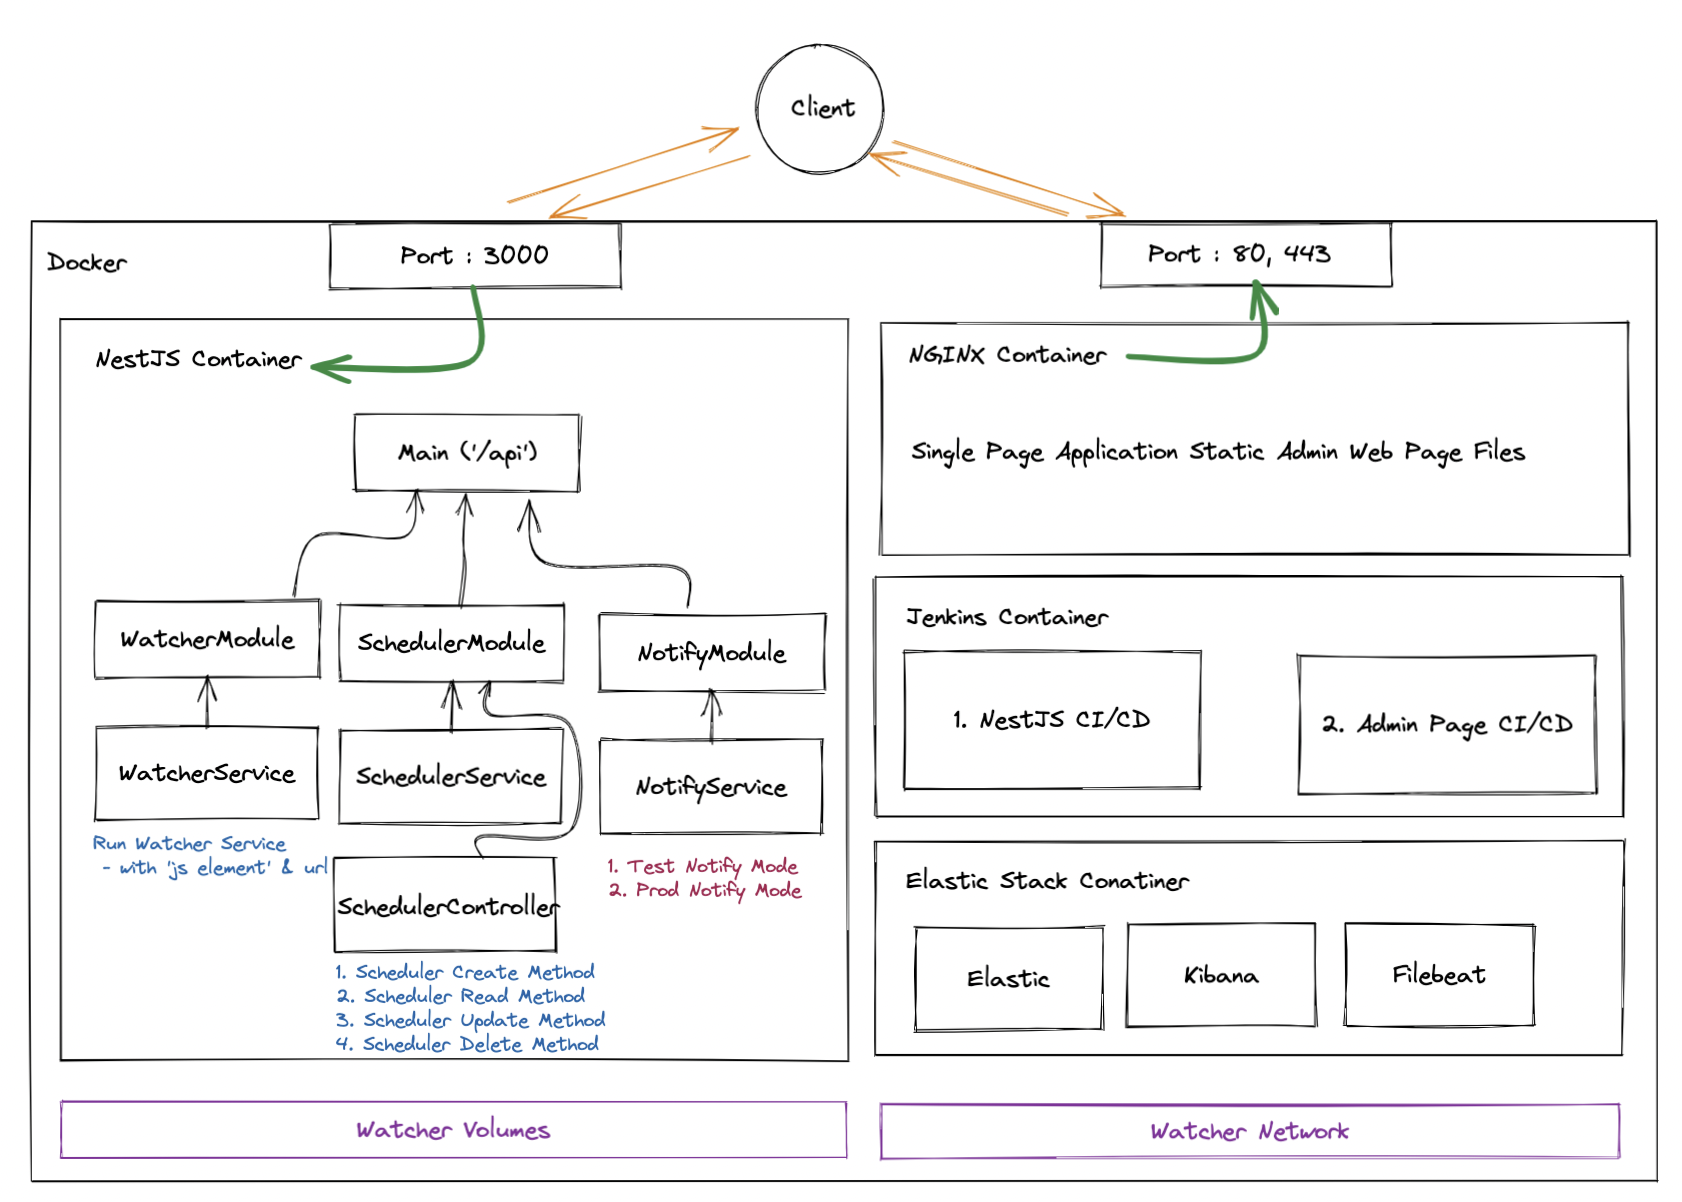 Client
Docker
Port : 3000
Port : 80, 443
NestJS Container
Main ('/api')
WatcherModule
SchedulerModule
NotifyModule
WatcherService
SchedulerService
NotifyService
Run Watcher Service
- with 'js element' & url
SchedulerController
1. Test Notify Mode
2. Prod Notify Mode
1. Scheduler Create Method
2. Scheduler Read Method
3. Scheduler Update Method
4. Scheduler Delete Method
NGINX Container
Single Page Application Static Admin Web Page Files
Jenkins Container
1. NestJS CI/CD
2. Admin Page CI/CD
Elastic Stack Conatiner
Elastic
Kibana
Filebeat
Watcher Volumes
Watcher Network